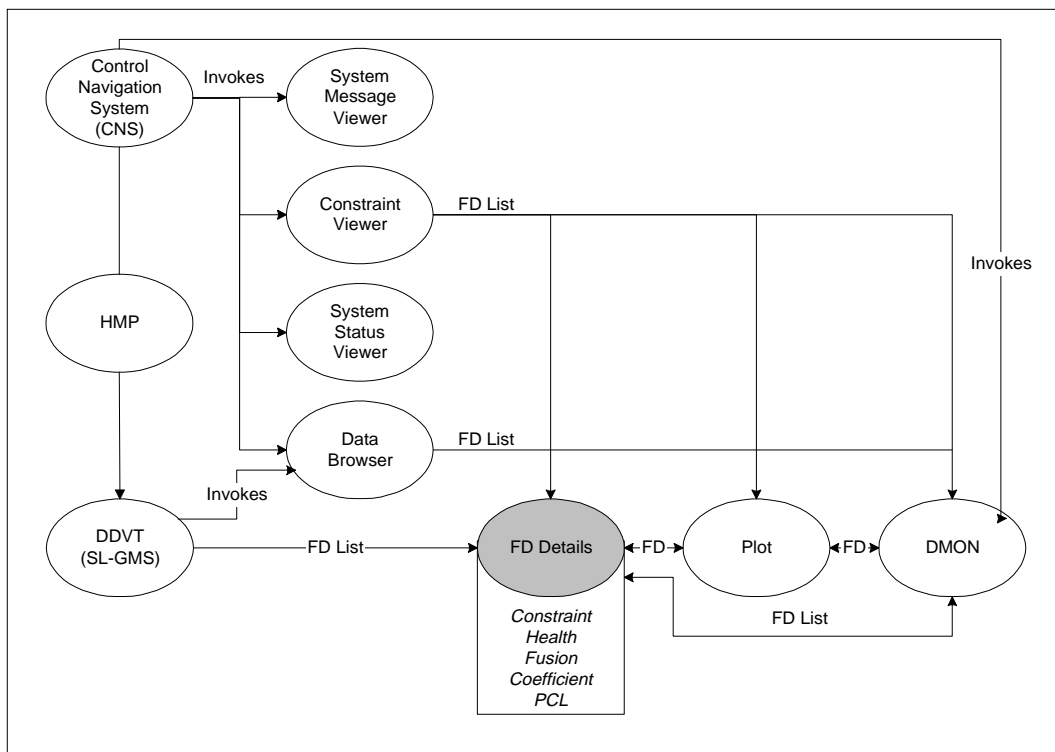 Control
Navigation
System
(CNS)
Invokes
System
Message
Viewer
Constraint
Viewer
FD List
Invokes
HMP
System
Status
Viewer
Data
Browser
FD List
Invokes
DDVT
(SL-GMS)
FD List
FD Details
FD
Plot
FD
DMON
FD List
Constraint
Health
Fusion
Coefficient
PCL